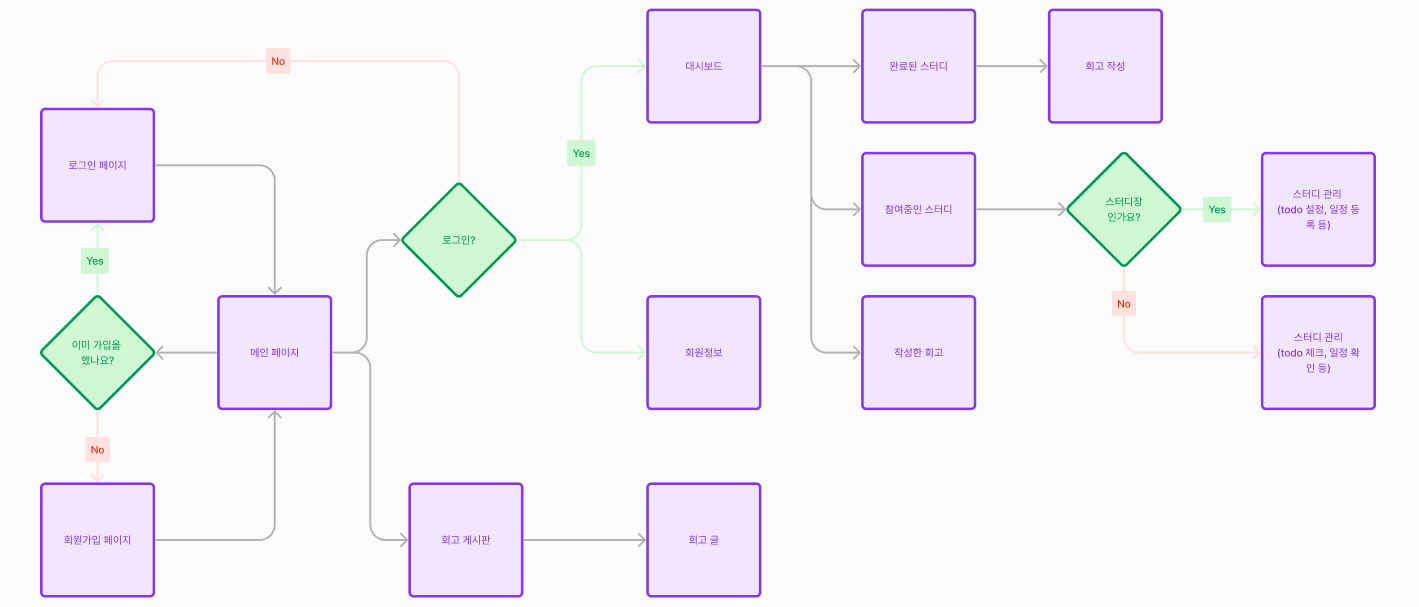 대시보드
완료된 스터디
회고 작성
No
로그인 페이지
Yes
참여중인 스터디
스터디장
인가요?
Yes
스터디 관리
(todo 설정, 일정 등
록 등)
로그인?
Yes
No
이미 가입을
했나요?
메인 페이지
회원정보
작성한 회고
스터디 관리
(todo 체크, 일정 확
인 등)
No
회원가입 페이지
회고 게시판
회고 글